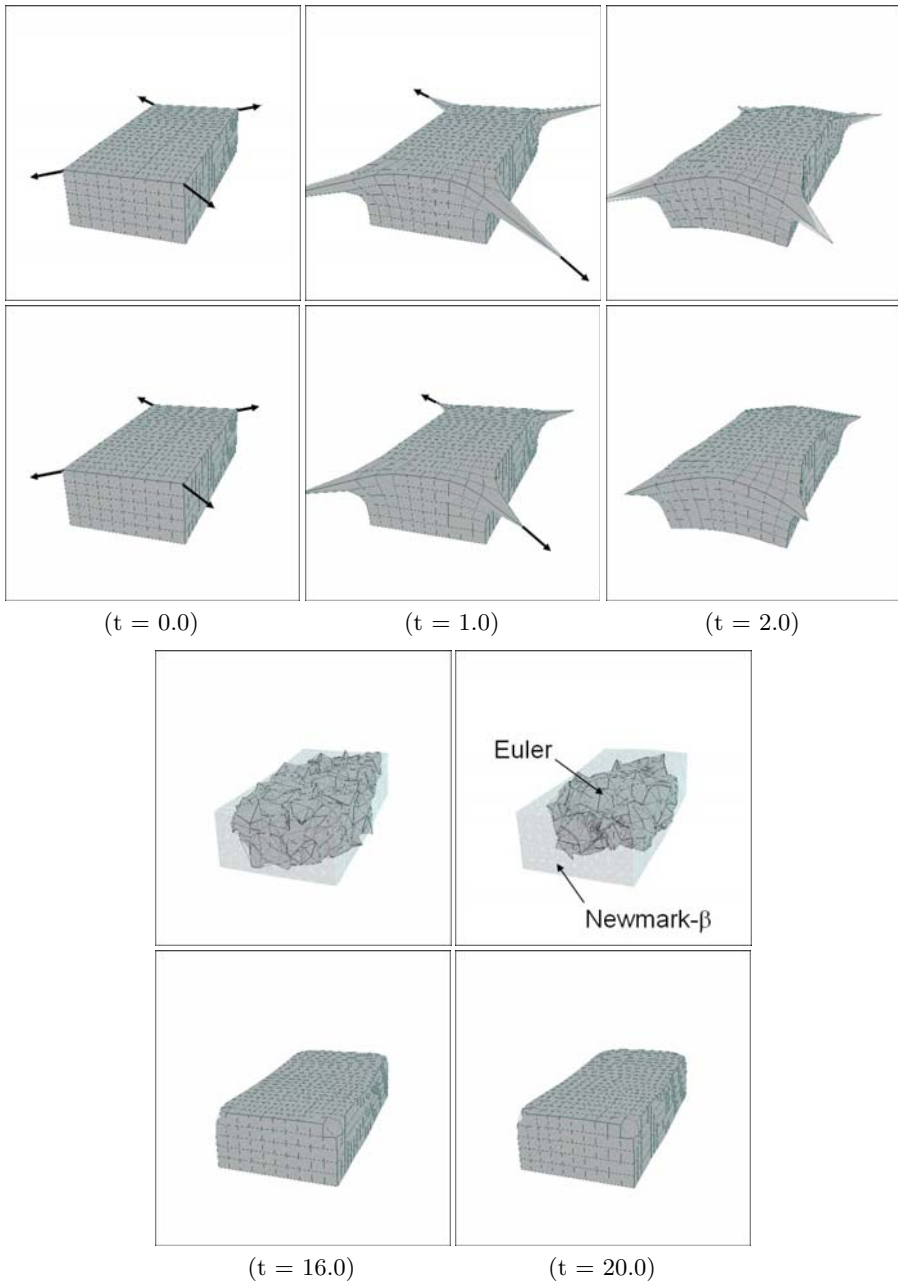 (t = 0.0) (t = 1.0) (t = 2.0)
Euler
Newmark-β
(t = 16.0) (t = 20.0)